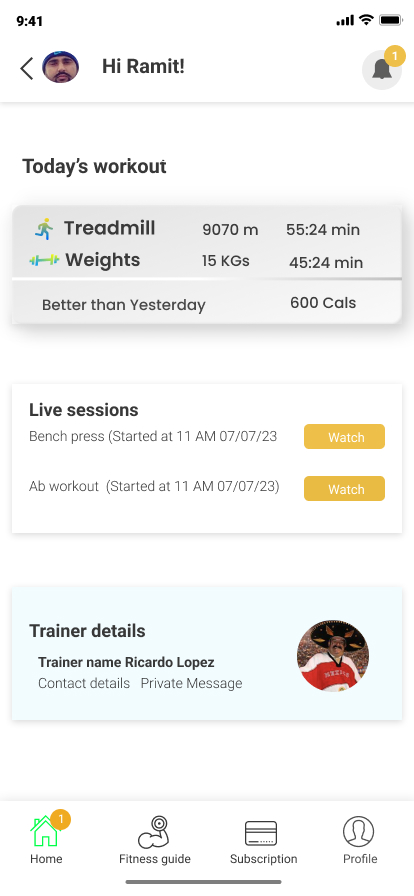 9:41
Hi Ramit!
1
Today's workout
Treadmill 9070 m 55:24 min
Weights 15 KGs 45:24 min
Better than Yesterday 600 Cals
Live sessions
Bench press (Started at 11 AM 07/07/23 Watch
Ab workout (Started at 11 AM 07/07/23) Watch
Trainer details
Trainer name Ricardo Lopez
Contact details Private Message
MEXICO
1
Home Fitness guide Subscription Profile